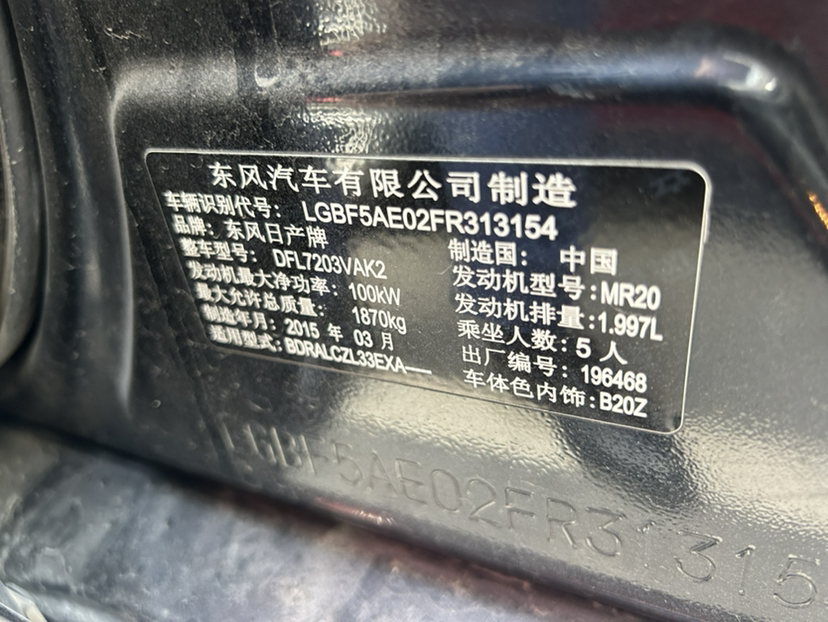 东风汽车有限公司制造
车辆识别代号: LGBF5AE02FR313154
品牌: 东风日产牌
制造国: 中国
整车型号: DFL7203VAK2
发动机型号: MR20
发动机最大净功率: 100kW
发动机排量: 1.997L
最大允许总质量: 1870kg
乘坐人数: 5 人
制造年月: 2015 年 03 月
出厂编号: 196468
适用型式: BDRALCZL33EXA----
车体色内饰: B20Z
LGBF5AE02FR31315